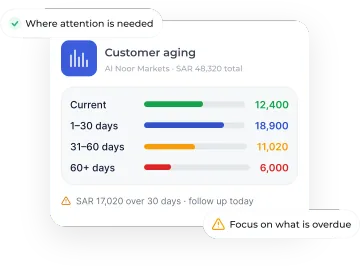 Where attention is needed
Customer aging
Al Noor Markets · SAR 48,320 total
Current 12,400
1–30 days 18,900
31–60 days 11,020
60+ days 6,000
SAR 17,020 over 30 days · follow up today
Focus on what is overdue